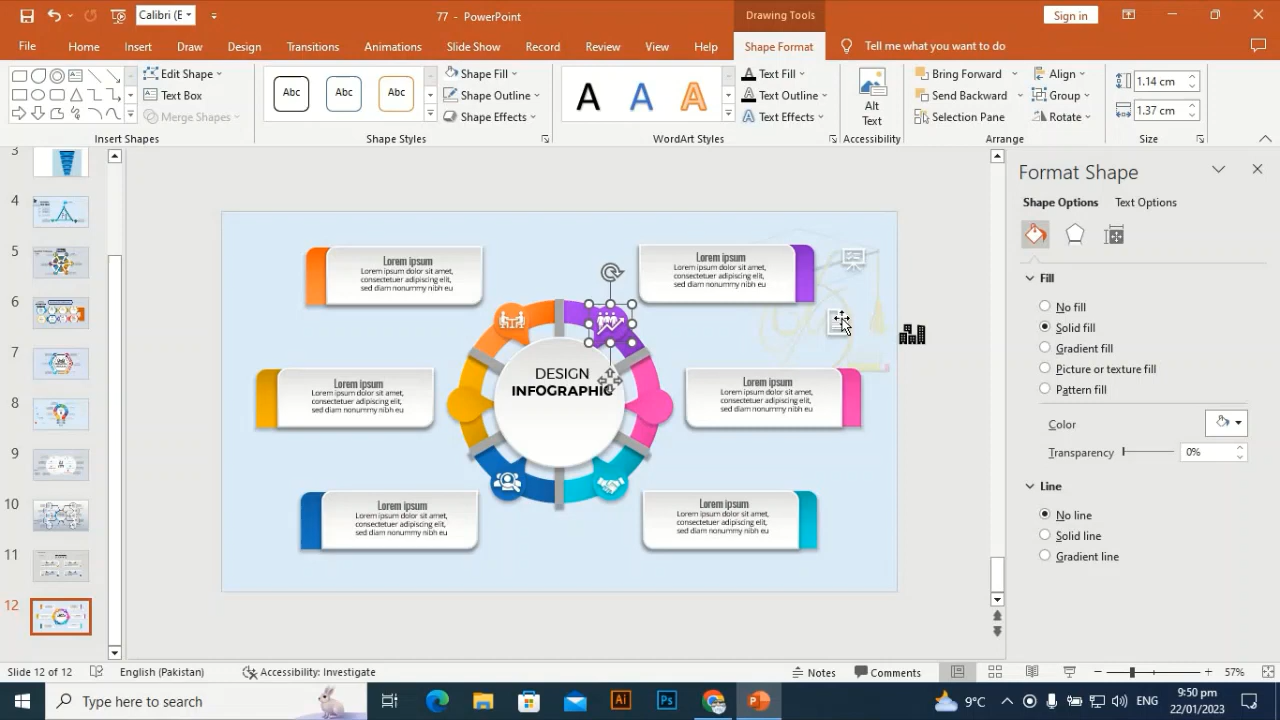 Calibri (E
77 - PowerPoint
Drawing Tools
Sign in
File
Home
Insert
Draw
Design
Transitions
Animations
Slide Show
Record
Review
View
Help
Shape Format
Tell me what you want to do
Edit Shape
Text Box
Merge Shapes
Insert Shapes
Abc
Abc
Abc
Shape Fill
Shape Outline
Shape Effects
Shape Styles
A
A
A
WordArt Styles
Text Fill
Text Outline
Text Effects
Alt
Text
Accessibility
Bring Forward
Send Backward
Selection Pane
Align
Group
Rotate
Arrange
1.14 cm
1.37 cm
Size
3
4
5
6
7
8
9
10
11
12
Lorem ipsum
Lorem ipsum dolor sit amet,
consectetuer adipiscing elit,
sed diam nonummy nibh eu
Lorem ipsum
Lorem ipsum dolor sit amet,
consectetuer adipiscing elit,
sed diam nonummy nibh eu
Lorem ipsum
Lorem ipsum dolor sit amet,
consectetuer adipiscing elit,
sed diam nonummy nibh eu
DESIGN
INFOGRAPHIC
Lorem ipsum
Lorem ipsum dolor sit amet,
consectetuer adipiscing elit,
sed diam nonummy nibh eu
Lorem ipsum
Lorem ipsum dolor sit amet,
consectetuer adipiscing elit,
sed diam nonummy nibh eu
Lorem ipsum
Lorem ipsum dolor sit amet,
consectetuer adipiscing elit,
sed diam nonummy nibh eu
Format Shape
Shape Options
Text Options
Fill
No fill
Solid fill
Gradient fill
Picture or texture fill
Pattern fill
Color
Transparency
0%
Line
No line
Solid line
Gradient line
Slide 12 of 12
English (Pakistan)
Accessibility: Investigate
Notes
Comments
57%
Type here to search
Ai
Ps
9°C
ENG
9:50 pm
22/01/2023